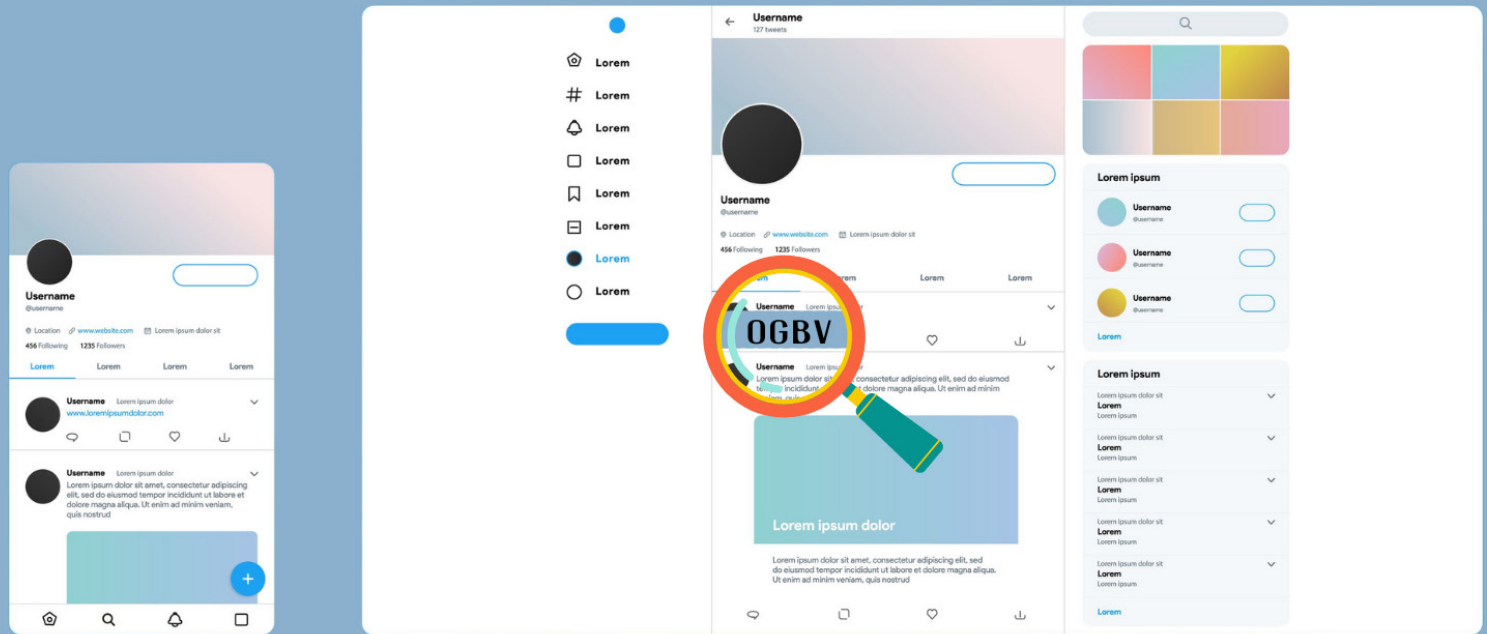 Username
@username
Location www.website.com Lorem ipsum dolor sit
456 Following 1235 Followers
Lorem Lorem Lorem Lorem
Username Lorem ipsum dolor
www.loremipsumdolor.com
Username Lorem ipsum dolor
Lorem ipsum dolor sit amet, consectetur adipiscing
elit, sed do eiusmod tempor incididunt ut labore et
dolore magna aliqua. Ut enim ad minim veniam,
quis nostrud
Lorem
Lorem
Lorem
Lorem
Lorem
Lorem
Lorem
Lorem
Username
127 tweets
Username
@username
Location www.website.com Lorem ipsum dolor sit
456 Following 1235 Followers
Lorem Lorem
Username Lorem ipsum
OGBV
Username Lorem ipsum
Lorem ipsum dolor consectetur adipiscing elit, sed do eiusmod
incididunt dolore magna aliqua. Ut enim ad minim
Lorem ipsum dolor
Lorem ipsum dolor sit amet, consectetur adipiscing elit, sed
do eiusmod tempor incididunt ut labore et dolore magna aliqua.
Ut enim ad minim veniam, quis nostrud
Lorem ipsum
Username
@username
Username
@username
Username
@username
Lorem
Lorem ipsum
Lorem ipsum dolor sit
Lorem
Lorem ipsum
Lorem ipsum dolor sit
Lorem
Lorem ipsum
Lorem ipsum dolor sit
Lorem
Lorem ipsum
Lorem ipsum dolor sit
Lorem
Lorem ipsum
Lorem ipsum dolor sit
Lorem
Lorem ipsum
Lorem